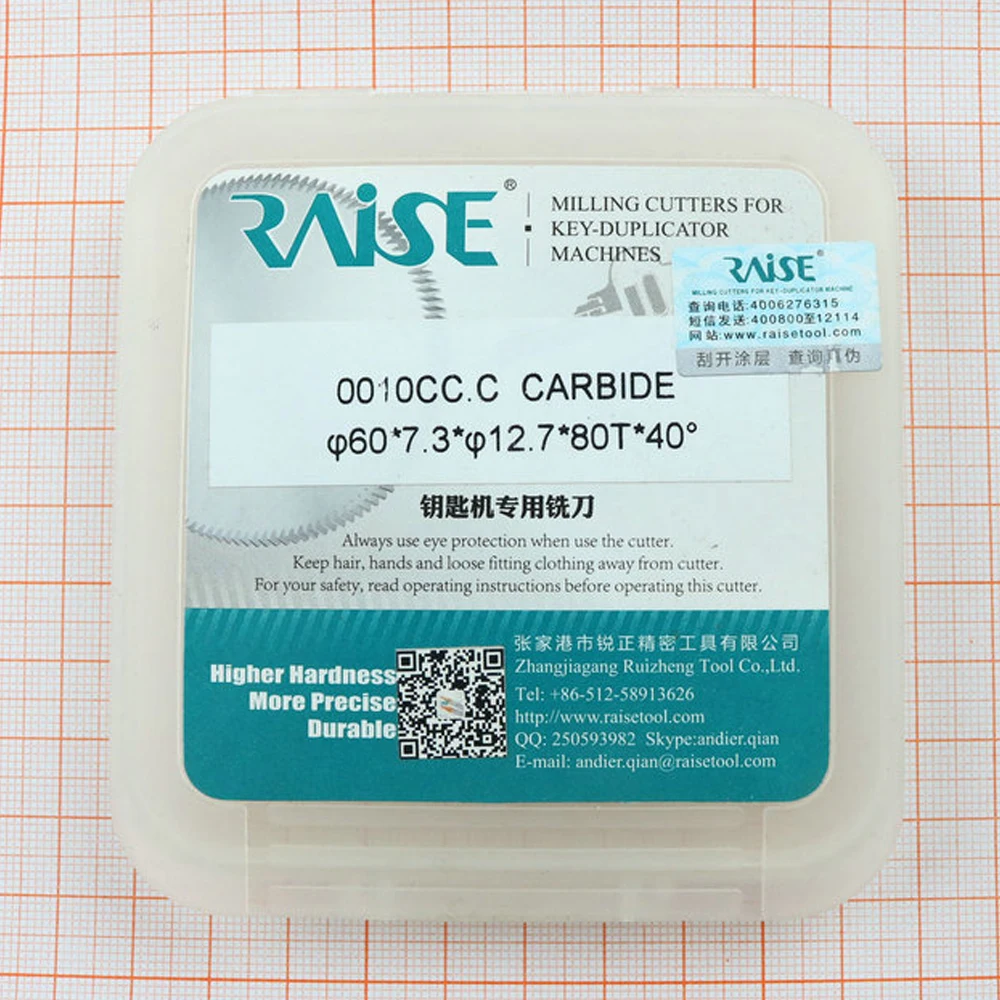 RAiSE®
MILLING CUTTERS FOR
KEY-DUPLICATOR
MACHINES
RAiSE®
MILLING CUTTERS FOR KEY-DUPLICATOR MACHINE
查询电话:4006276315
短信发送:400800至12114
网站:www.raisetool.com
刮开涂层 查询真伪
0010CC.C CARBIDE
φ60*7.3*φ12.7*80T*40°
钥匙机专用铣刀
Always use eye protection when use the cutter.
Keep hair, hands and loose fitting clothing away from cutter.
For your safety, read operating instructions before operating this cutter.
Higher Hardness
More Precise
Durable
张家港市锐正精密工具有限公司
Zhangjiagang Ruizheng Tool Co.,Ltd.
Tel: +86-512-58913626
http://www.raisetool.com
QQ: 250593982 Skype:andier.qian
E-mail: andier.qian@raisetool.com